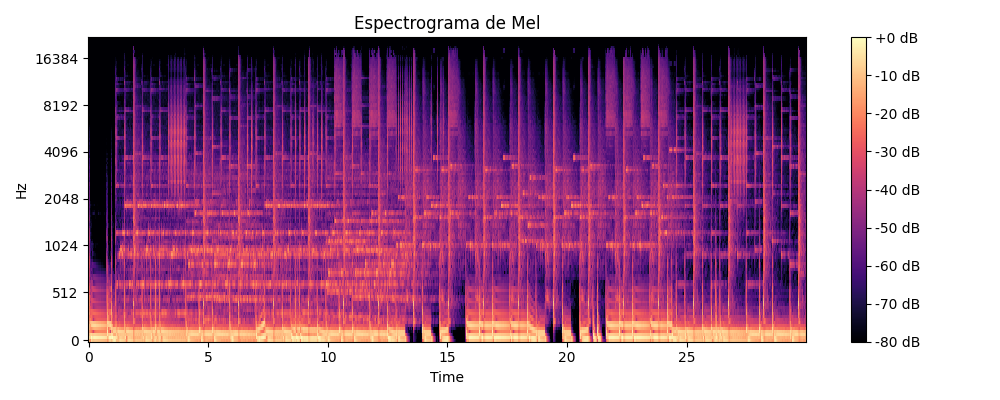 Espectrograma de Mel
Hz
16384
8192
4096
2048
1024
512
0
0 5 10 15 20 25
Time
+0 dB
-10 dB
-20 dB
-30 dB
-40 dB
-50 dB
-60 dB
-70 dB
-80 dB